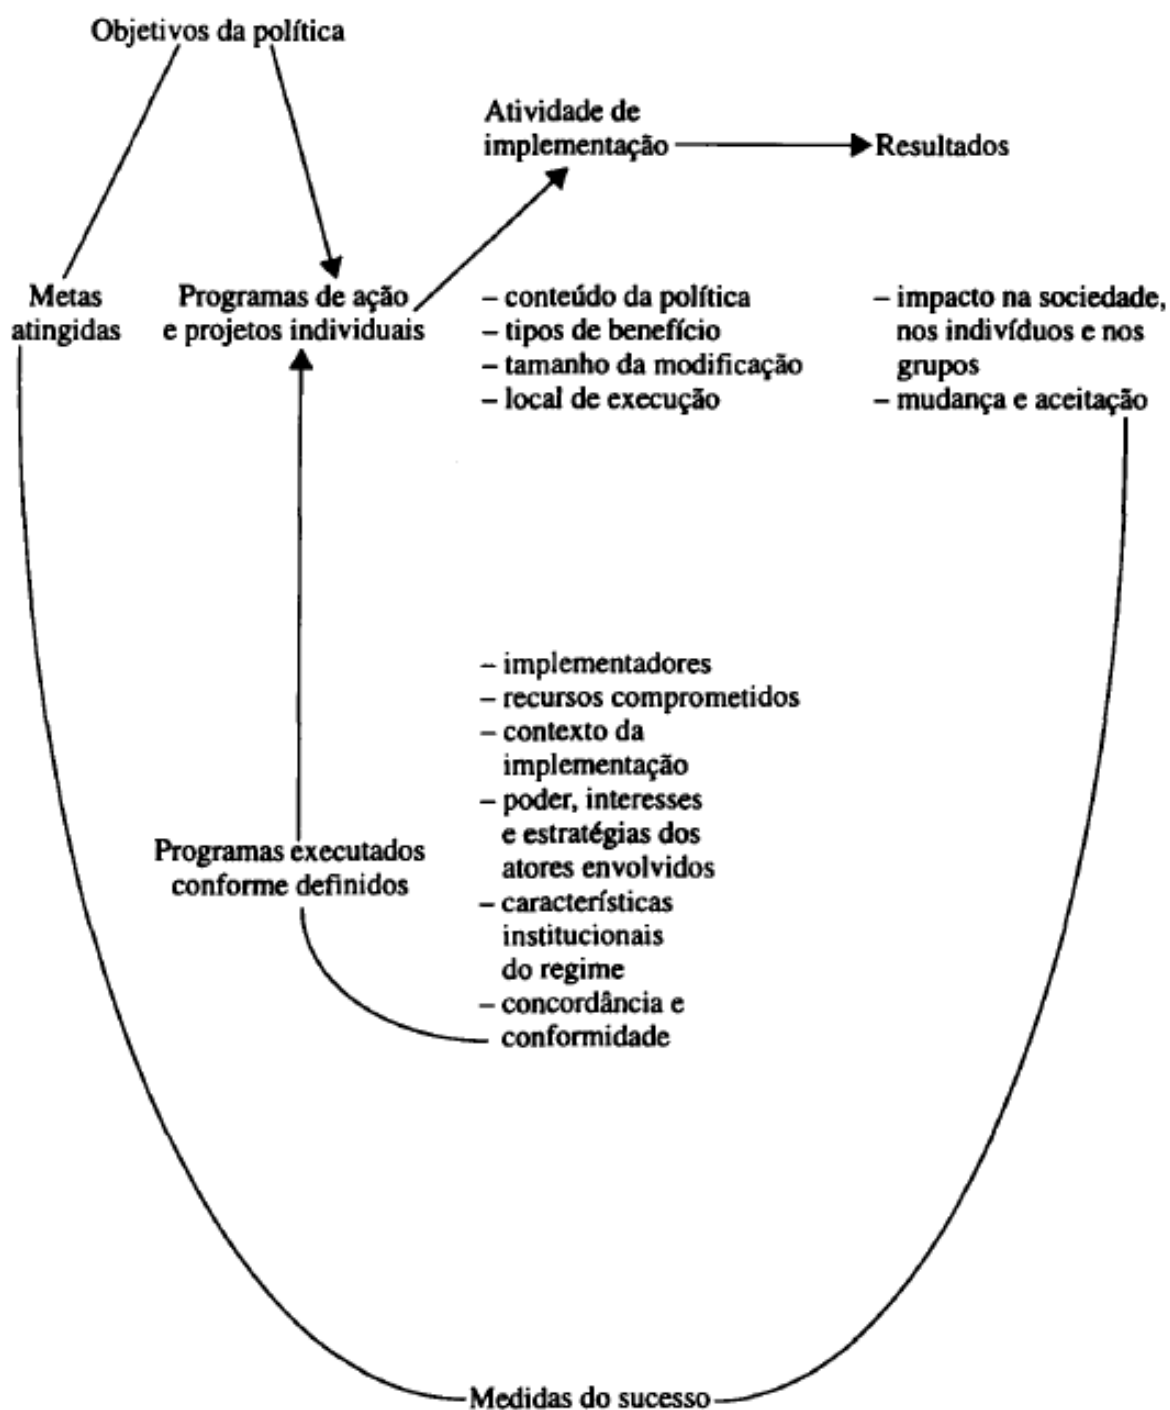 Objetivos da política
Atividade de
implementação
Resultados
Metas
atingidas
Programas de ação
e projetos individuais
– conteúdo da política
– tipos de benefício
– tamanho da modificação
– local de execução
– impacto na sociedade,
nos indivíduos e nos
grupos
– mudança e aceitação
– implementadores
– recursos comprometidos
– contexto da
implementação
– poder, interesses
e estratégias dos
atores envolvidos
– características
institucionais
do regime
– concordância e
conformidade
Programas executados
conforme definidos
Medidas do sucesso